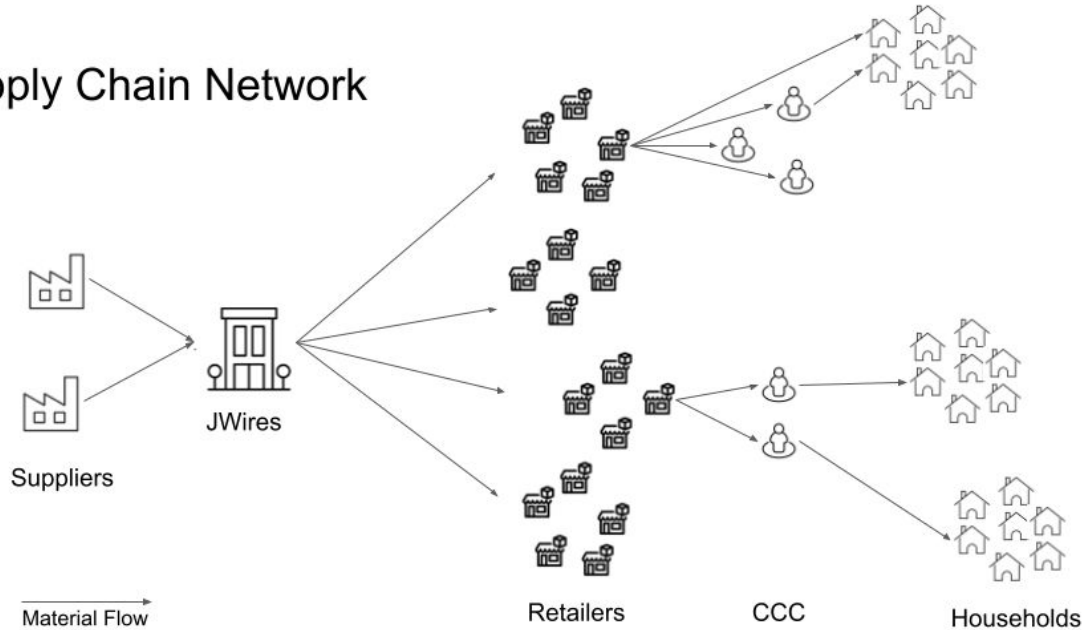 pply Chain Network
JWires
Suppliers
Material Flow
Retailers
CCC
Households